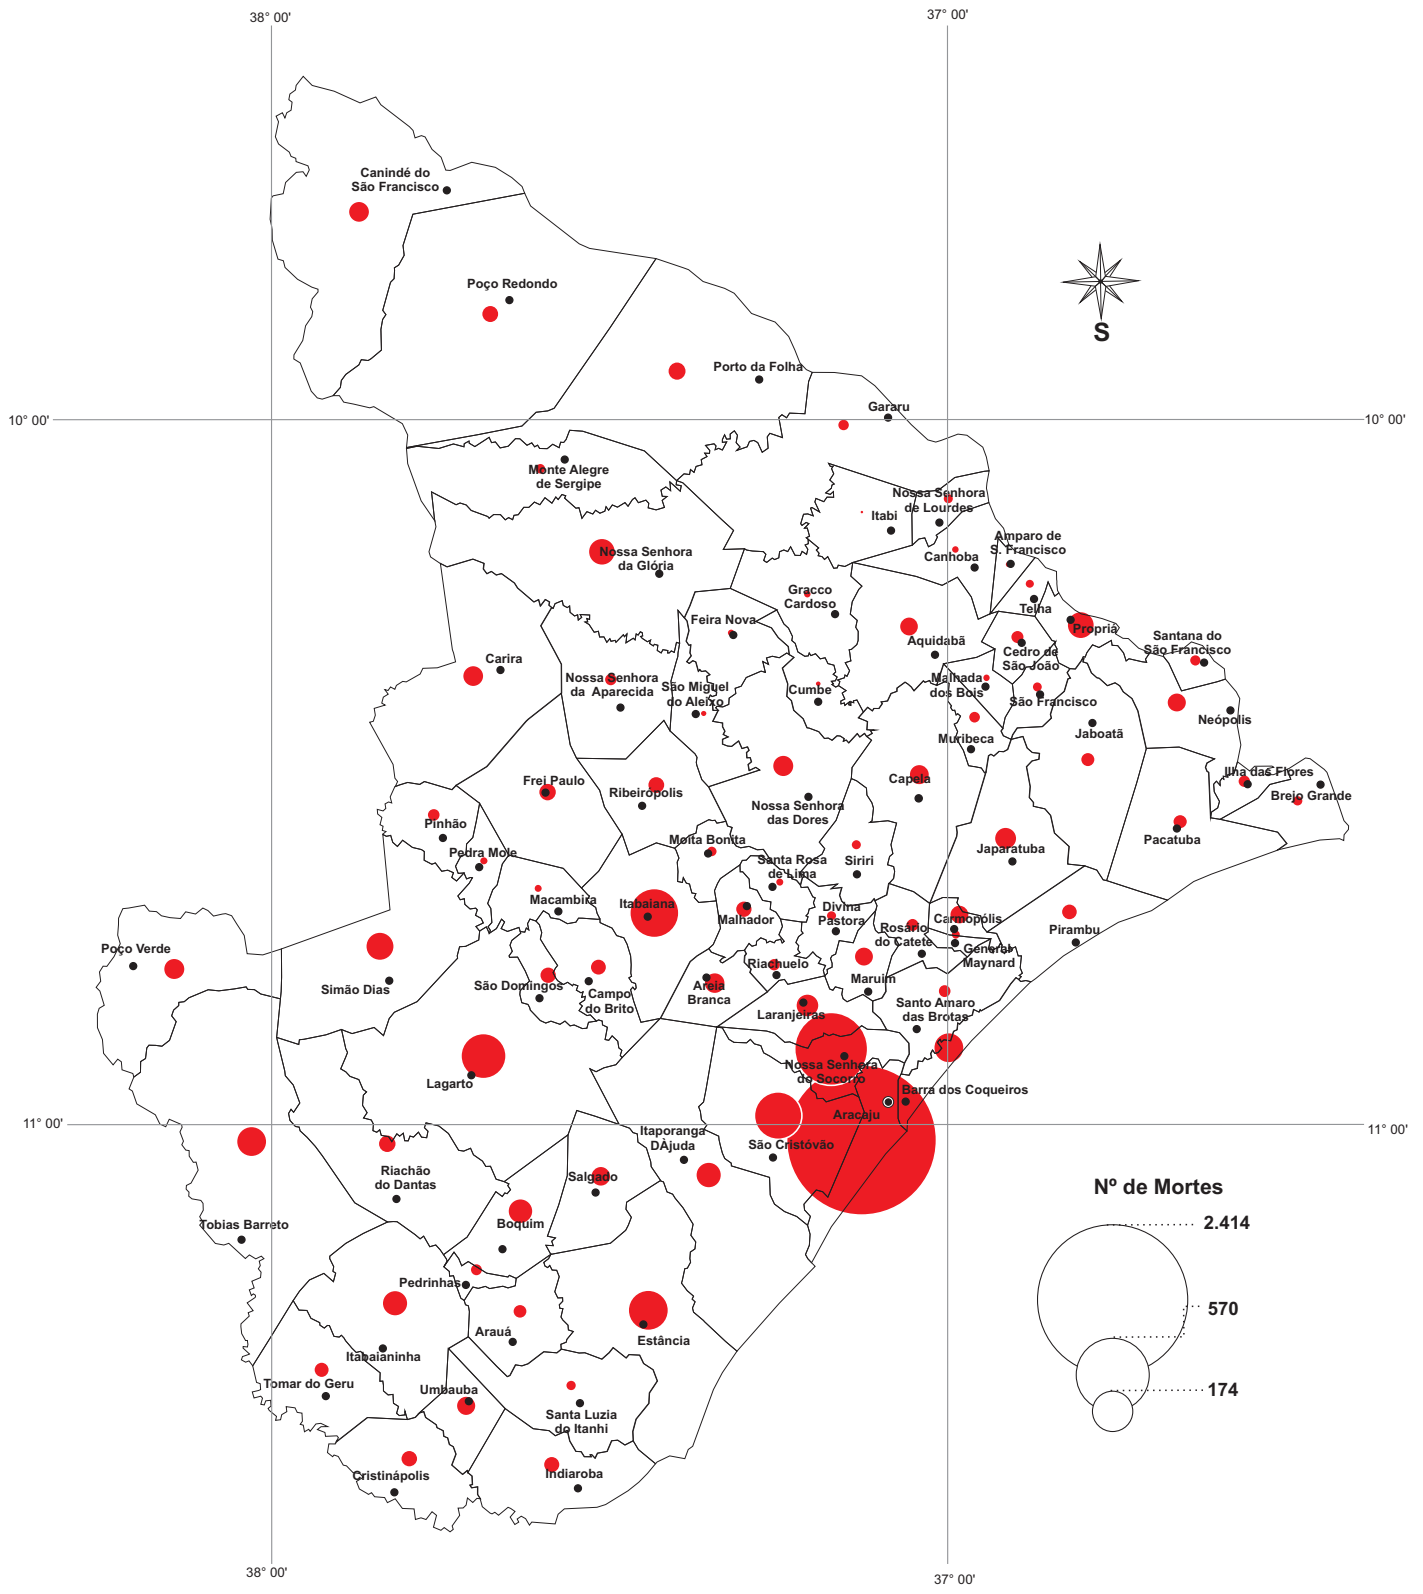 38° 00'
37° 00'
Canindé do
São Francisco
Poço Redondo
S
Porto da Folha
Gararu
10° 00'
10° 00'
Monte Alegre
de Sergipe
Nossa Senhora
de Lourdes
Itabi
Amparo de
S. Francisco
Canhoba
Nossa Senhora
da Glória
Gracco
Cardoso
Telha
Feira Nova
Propriá
Aquidabã
Cedro de
São João
Santana do
São Francisco
Carira
Nossa Senhora
da Aparecida
São Miguel
do Aleixo
Cumbe
Malhada
dos Bois
São Francisco
Neópolis
Jaboatã
Muribeca
Frei Paulo
Ribeirópolis
Capela
Ilha das Flores
Brejo Grande
Nossa Senhora
das Dores
Pinhão
Moita Bonita
Pacatuba
Pedra Mole
Santa Rosa
de Lima
Siriri
Japaratuba
Macambira
Itabaiana
Malhador
Divina
Pastora
Carmopólis
Rosário
do Catete
Pirambu
General
Maynard
Poço Verde
Simão Dias
São Domingos
Campo
do Brito
Areia
Branca
Riachuelo
Maruim
Laranjeiras
Santo Amaro
das Brotas
Lagarto
Nossa Senhora
do Socorro
Barra dos Coqueiros
Aracaju
11° 00'
11° 00'
Itaporanga
DÀjuda
São Cristóvão
Riachão
do Dantas
Salgado
Boquim
Tobias Barreto
Nº de Mortes
2.414
570
174
Pedrinhas
Arauá
Estância
Itabaianinha
Tomar do Geru
Umbauba
Santa Luzia
do Itanhi
Cristinápolis
Indiaroba
38° 00'
37° 00'